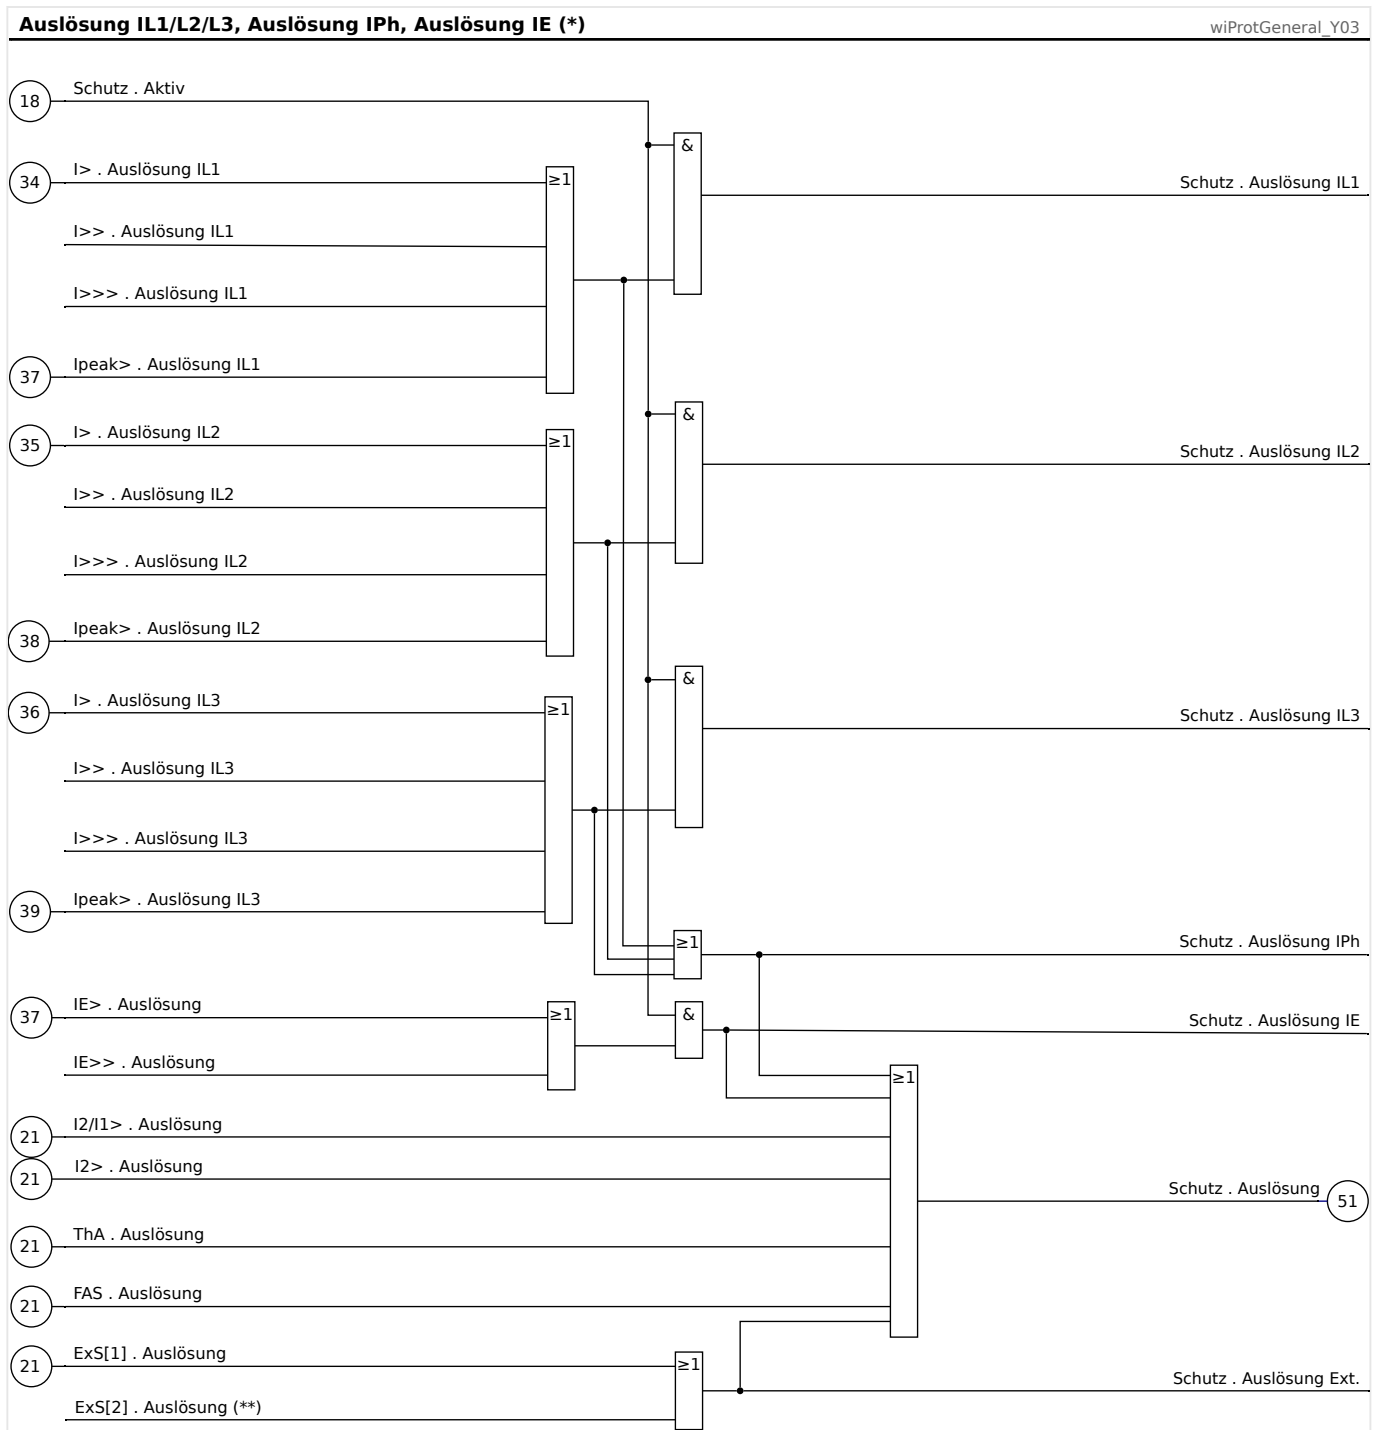 Auslösung IL1/L2/L3, Auslösung IPh, Auslösung IE (*)
wiProtGeneral_Y03
18
Schutz . Aktiv
&
34
I> . Auslösung IL1
≥1
Schutz . Auslösung IL1
I>> . Auslösung IL1
I>>> . Auslösung IL1
37
Ipeak> . Auslösung IL1
&
35
I> . Auslösung IL2
≥1
Schutz . Auslösung IL2
I>> . Auslösung IL2
I>>> . Auslösung IL2
38
Ipeak> . Auslösung IL2
&
36
I> . Auslösung IL3
≥1
Schutz . Auslösung IL3
I>> . Auslösung IL3
I>>> . Auslösung IL3
39
Ipeak> . Auslösung IL3
≥1
Schutz . Auslösung IPh
37
IE> . Auslösung
≥1
&
Schutz . Auslösung IE
IE>> . Auslösung
≥1
21
I2/I1> . Auslösung
21
I2> . Auslösung
Schutz . Auslösung
51
21
ThA . Auslösung
21
FAS . Auslösung
21
ExS[1] . Auslösung
≥1
Schutz . Auslösung Ext.
ExS[2] . Auslösung (**)